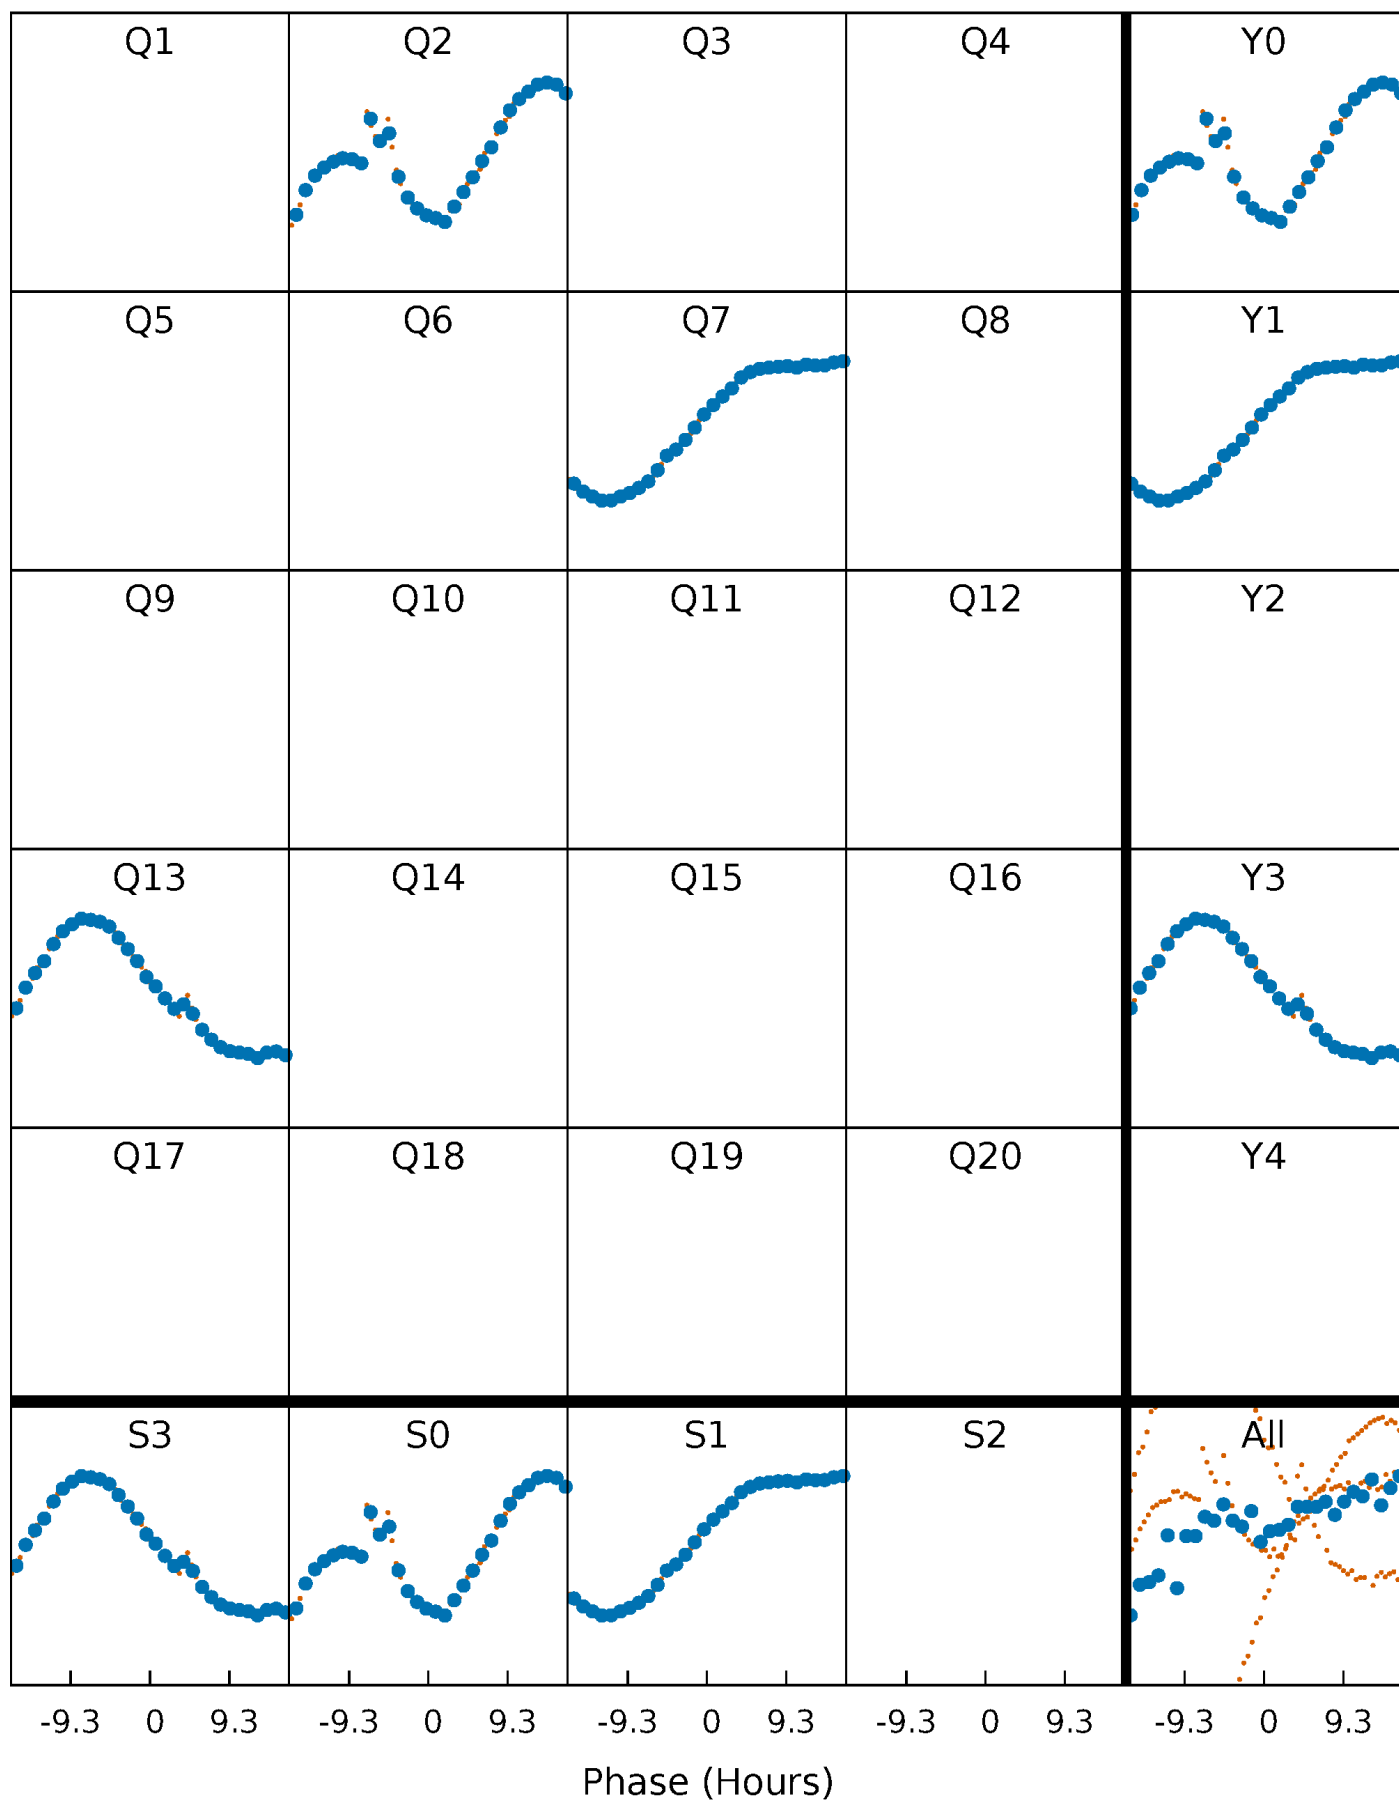 Q1 Q2 Q3 Q4 Y0
Q5 Q6 Q7 Q8 Y1
Q9 Q10 Q11 Q12 Y2
Q13 Q14 Q15 Q16 Y3
Q17 Q18 Q19 Q20 Y4
S3 S0 S1 S2 All
-9.3 0 9.3 -9.3 0 9.3 -9.3 0 9.3 -9.3 0 9.3 -9.3 0 9.3
Phase (Hours)